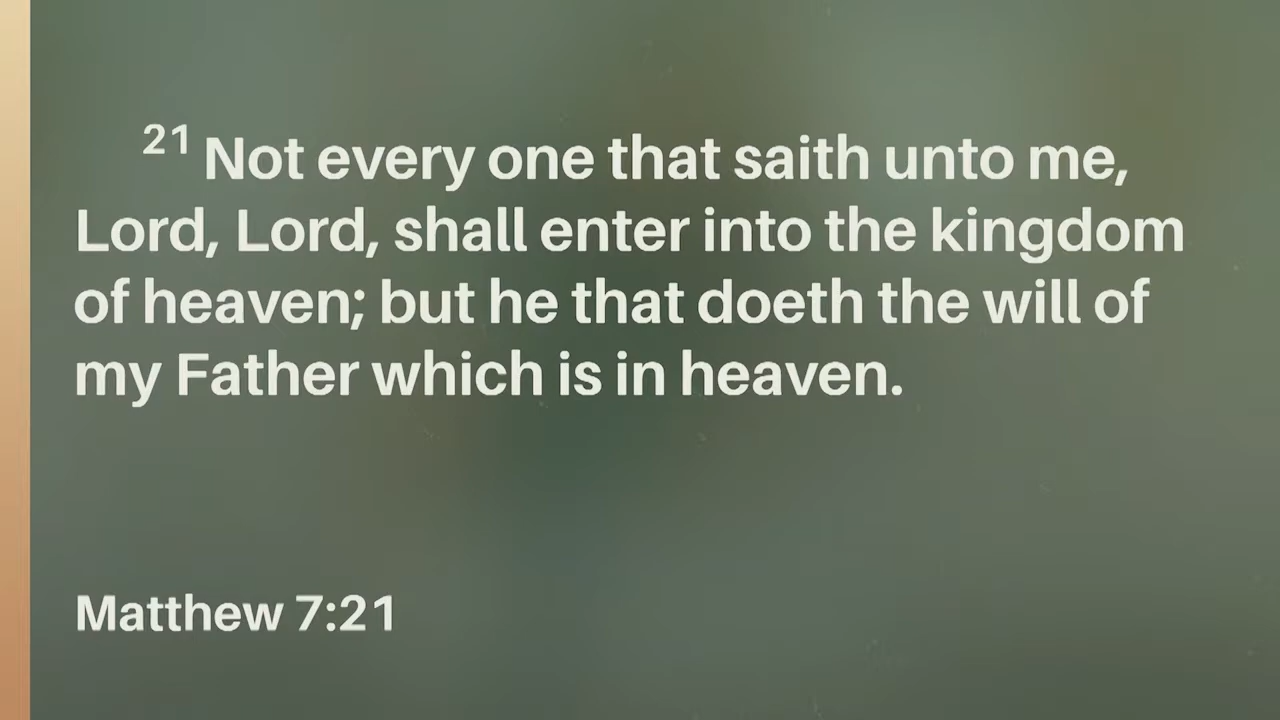 21 Not every one that saith unto me,
Lord, Lord, shall enter into the kingdom
of heaven; but he that doeth the will of
my Father which is in heaven.
Matthew 7:21